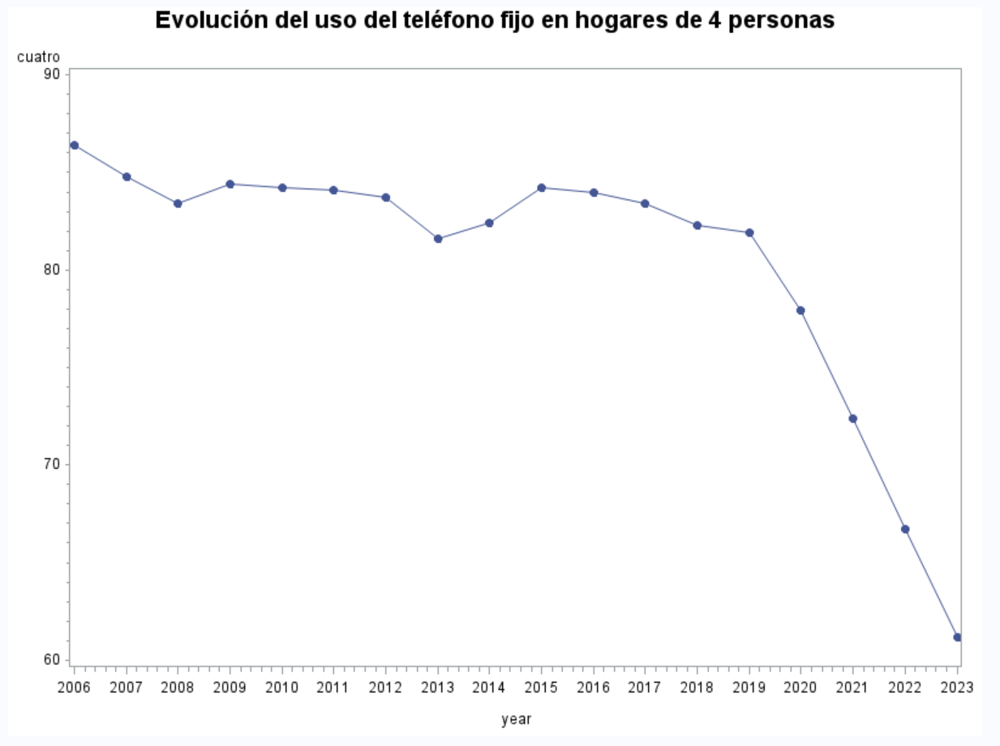 Evolución del uso del teléfono fijo en hogares de 4 personas
cuatro
90
80
70
60
2006 2007 2008 2009 2010 2011 2012 2013 2014 2015 2016 2017 2018 2019 2020 2021 2022 2023
year